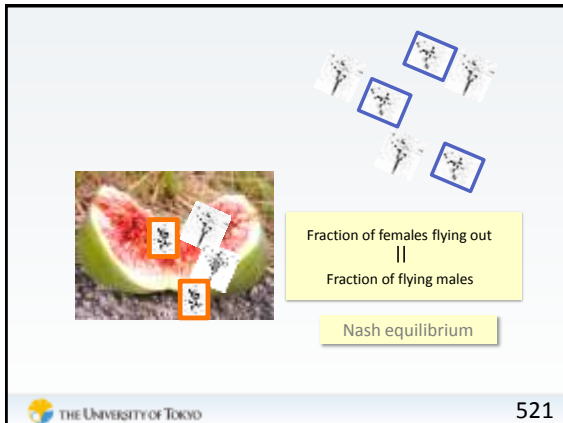 Fraction of females flying out
||
Fraction of flying males
Nash equilibrium
THE UNIVERSITY OF TOKYO
521